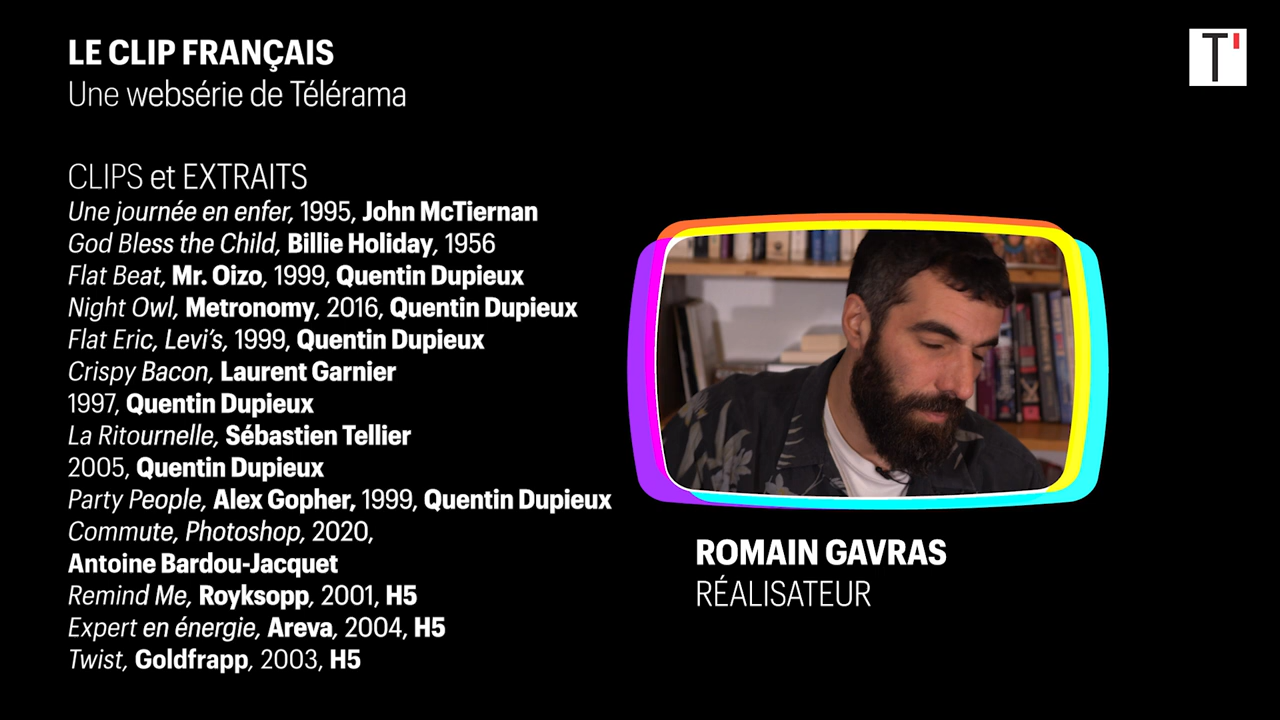 LE CLIP FRANÇAIS
Une websérie de Télérama
T'
CLIPS et EXTRAITS
Une journée en enfer, 1995, John McTiernan
God Bless the Child, Billie Holiday, 1956
Flat Beat, Mr. Oizo, 1999, Quentin Dupieux
Night Owl, Metronomy, 2016, Quentin Dupieux
Flat Eric, Levi's, 1999, Quentin Dupieux
Crispy Bacon, Laurent Garnier
1997, Quentin Dupieux
La Ritournelle, Sébastien Tellier
2005, Quentin Dupieux
Party People, Alex Gopher, 1999, Quentin Dupieux
Commute, Photoshop, 2020,
Antoine Bardou-Jacquet
Remind Me, Royksopp, 2001, H5
Expert en énergie, Areva, 2004, H5
Twist, Goldfrapp, 2003, H5
ROMAIN GAVRAS
RÉALISATEUR